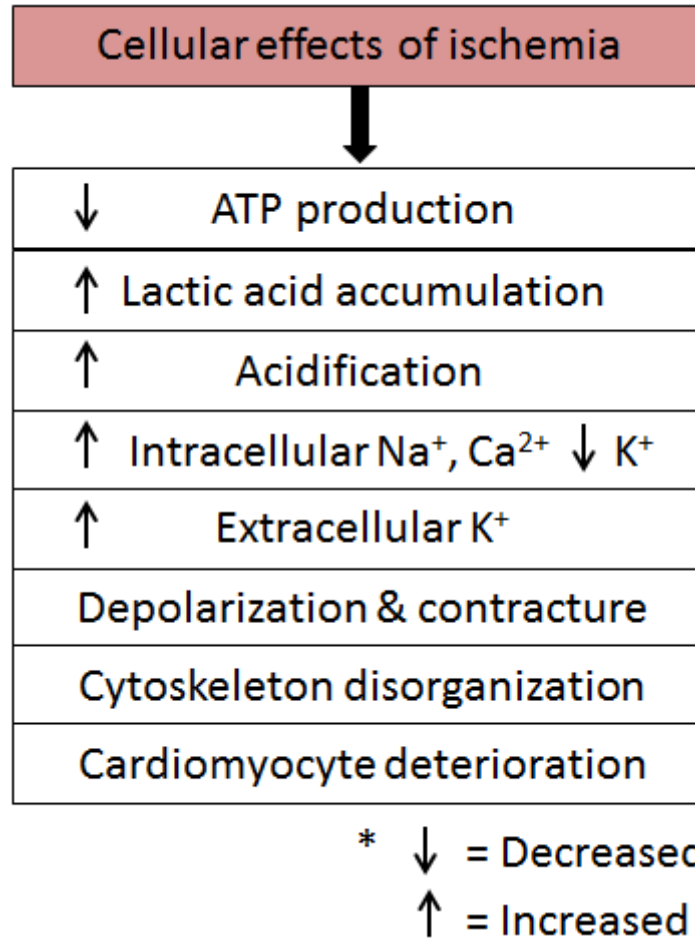 Cellular effects of ischemia
↓ ATP production
↑ Lactic acid accumulation
↑ Acidification
↑ Intracellular Na⁺, Ca²⁺ ↓ K⁺
↑ Extracellular K⁺
Depolarization & contracture
Cytoskeleton disorganization
Cardiomyocyte deterioration
* ↓ = Decreased
↑ = Increased